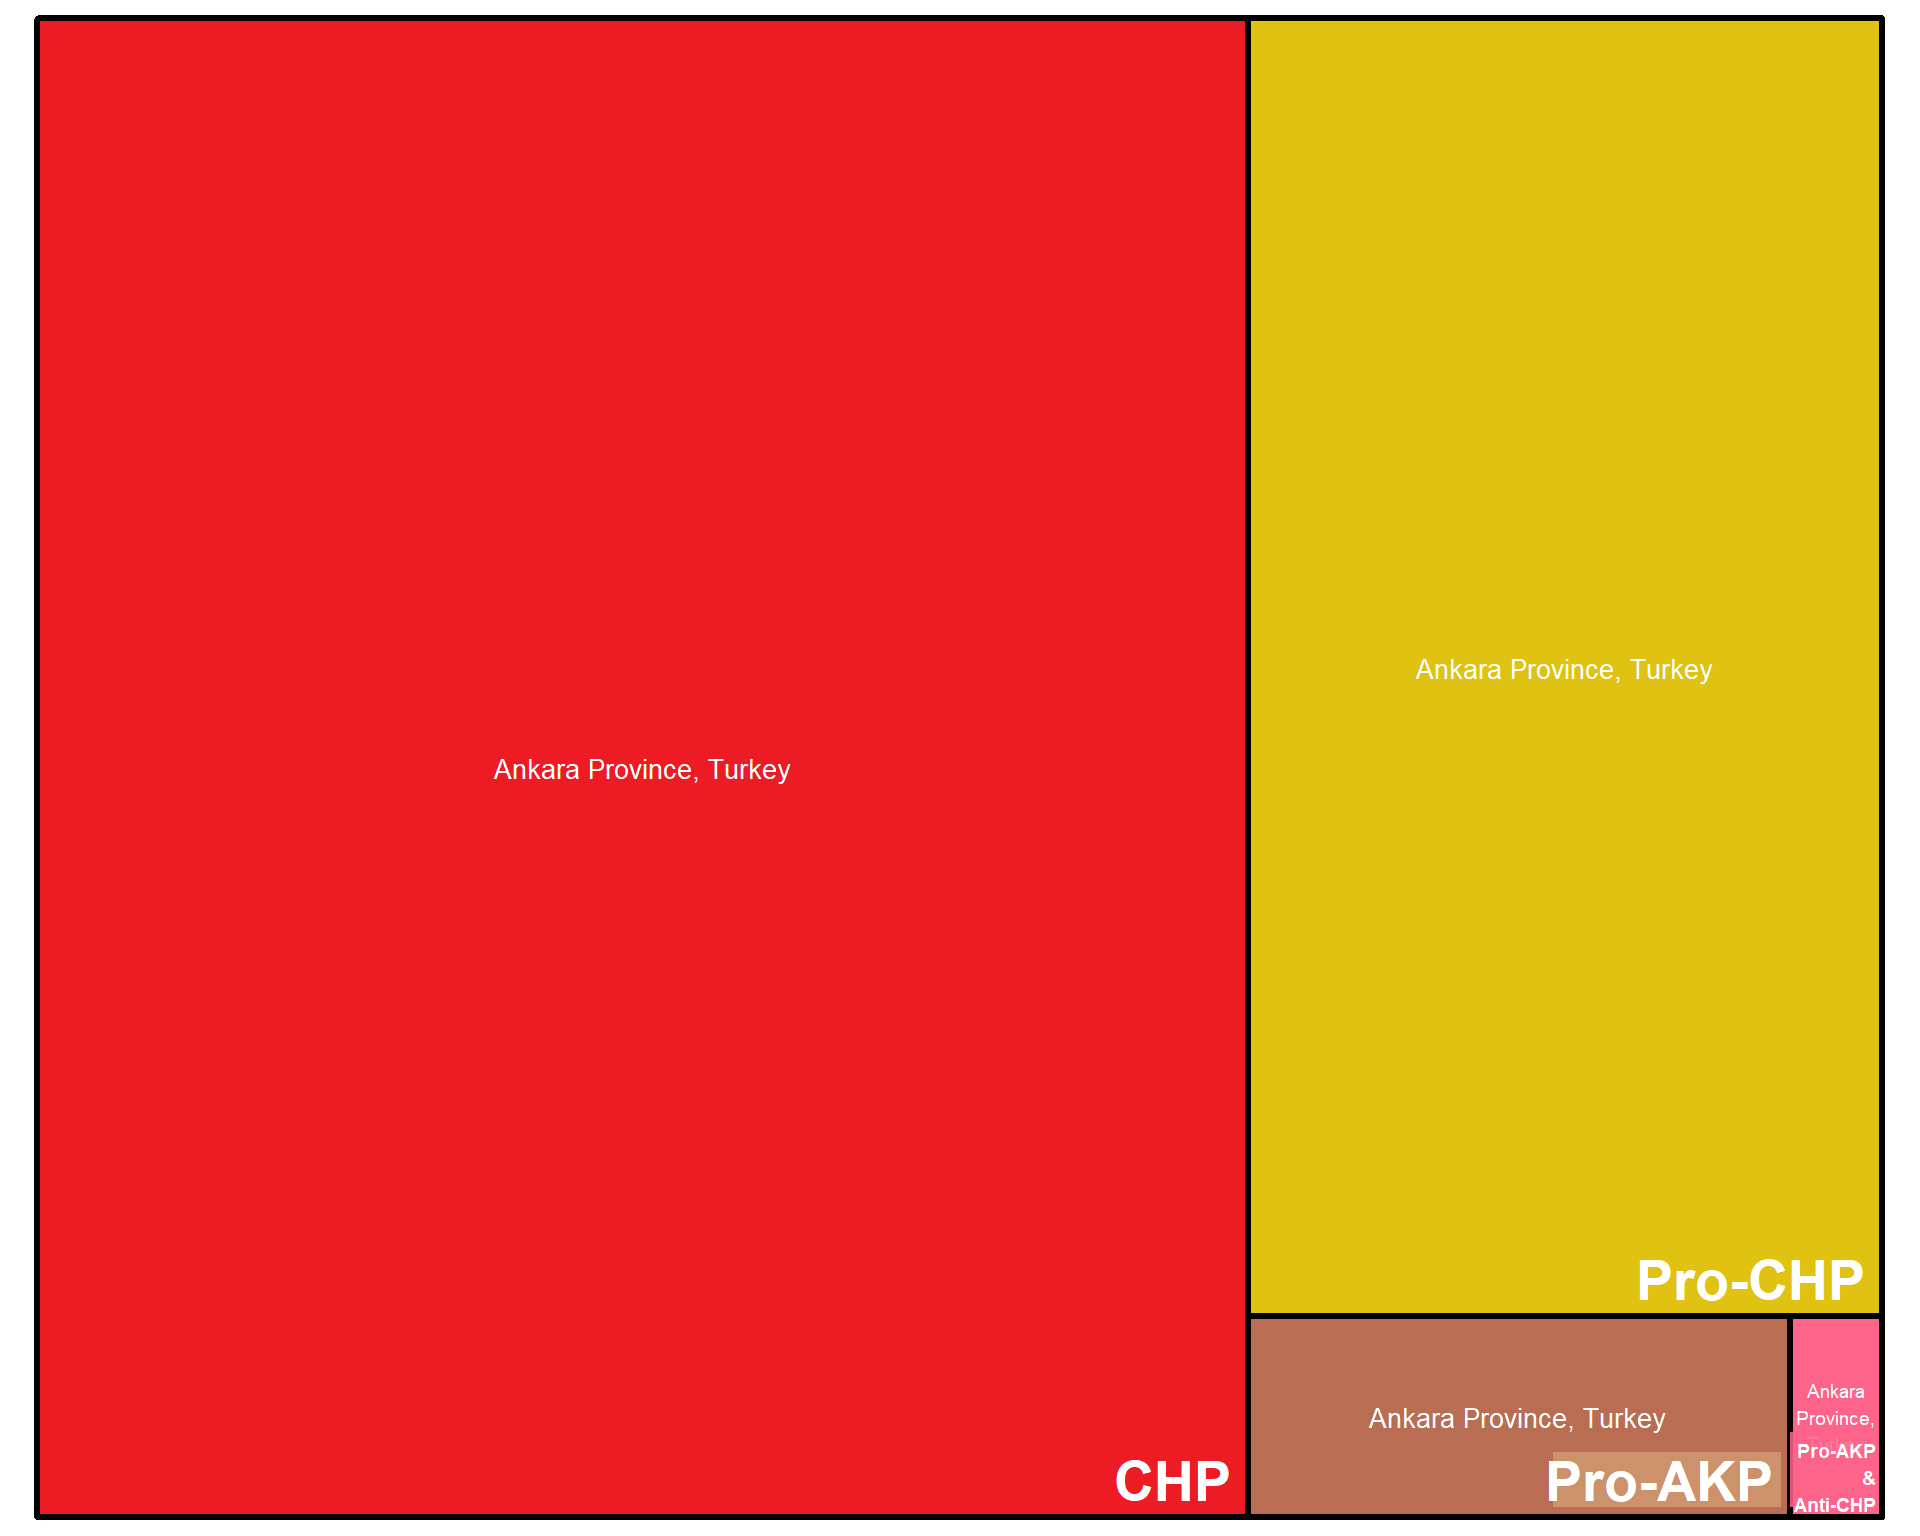 Ankara Province, Turkey
CHP
Ankara Province, Turkey
Pro-CHP
Ankara Province, Turkey
Pro-AKP
Ankara
Province,
Pro-AKP
&
Anti-CHP